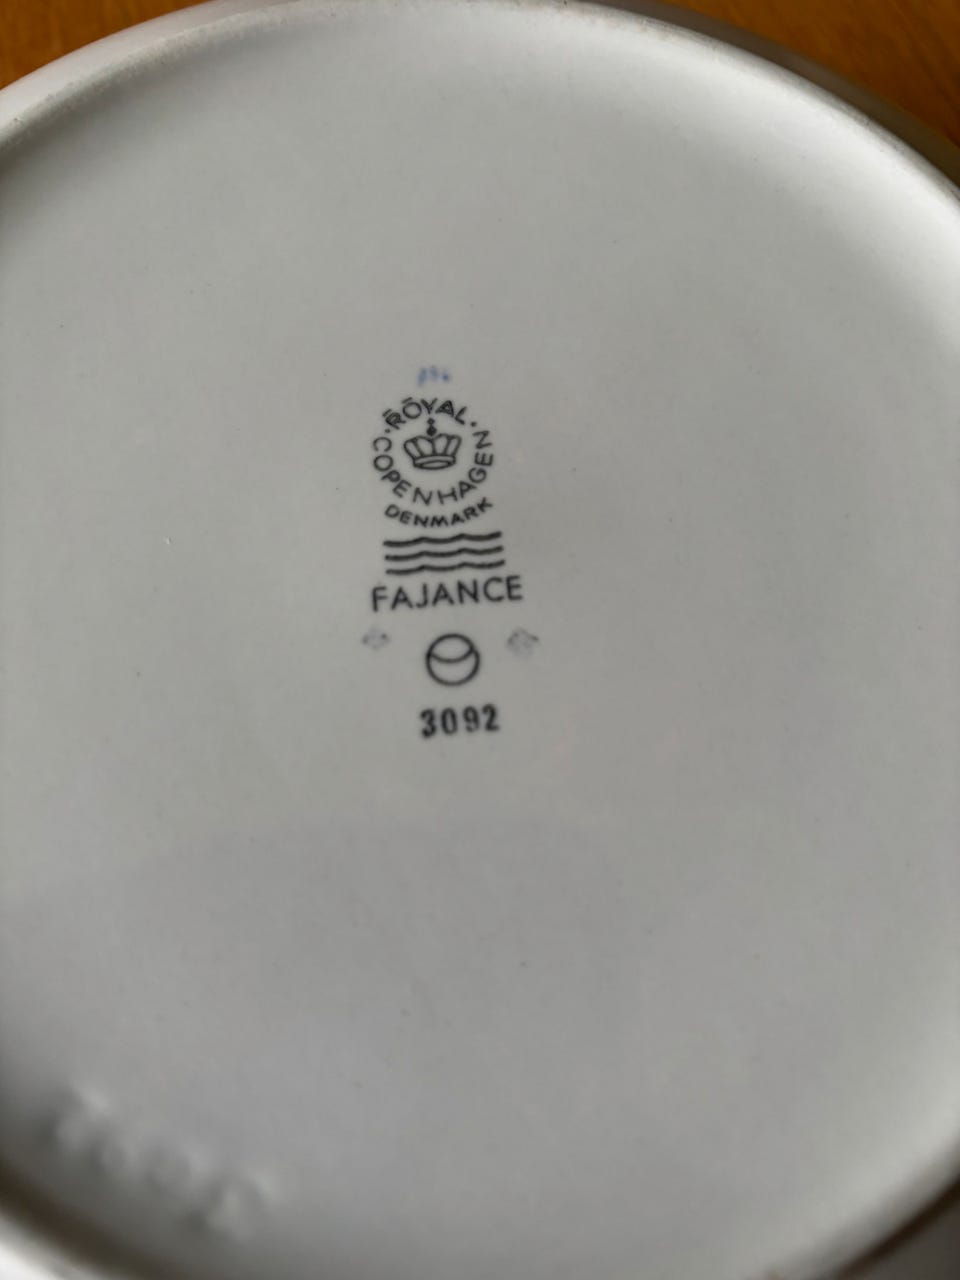 ROYAL
COPENHAGEN
DENMARK
FAJANCE
3092